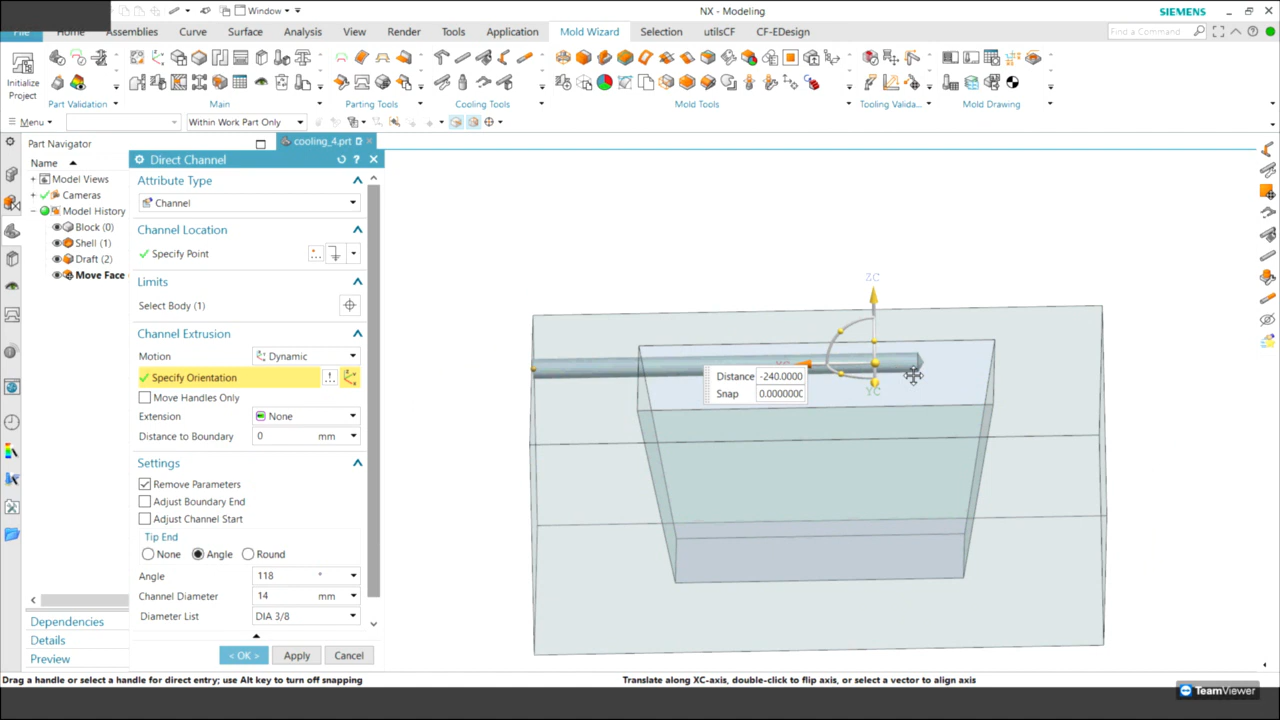 Window
NX - Modeling
SIEMENS
File
Home
Assemblies
Curve
Surface
Analysis
View
Render
Tools
Application
Mold Wizard
Selection
utilsCF
CF-EDesign
Find a Command
Initialize
Project
Part Validation
Main
Parting Tools
Cooling Tools
Mold Tools
Tooling Valida...
Mold Drawing
Menu
Within Work Part Only
Part Navigator
cooling_4.prt
Name
Model Views
Cameras
Model History
Block (0)
Shell (1)
Draft (2)
Move Face
Dependencies
Details
Preview
Direct Channel
Attribute Type
Channel
Channel Location
Specify Point
Limits
Select Body (1)
Channel Extrusion
Motion
Dynamic
Specify Orientation
Move Handles Only
Extension
None
Distance to Boundary
0 mm
Settings
Remove Parameters
Adjust Boundary End
Adjust Channel Start
Tip End
None
Angle
Round
Angle
118 °
Channel Diameter
14 mm
Diameter List
DIA 3/8
< OK >
Apply
Cancel
ZC
XC
YC
Distance -240.0000
Snap 0.000000C
Drag a handle or select a handle for direct entry; use Alt key to turn off snapping
Translate along XC-axis, double-click to flip axis, or select a vector to align axis
TeamViewer